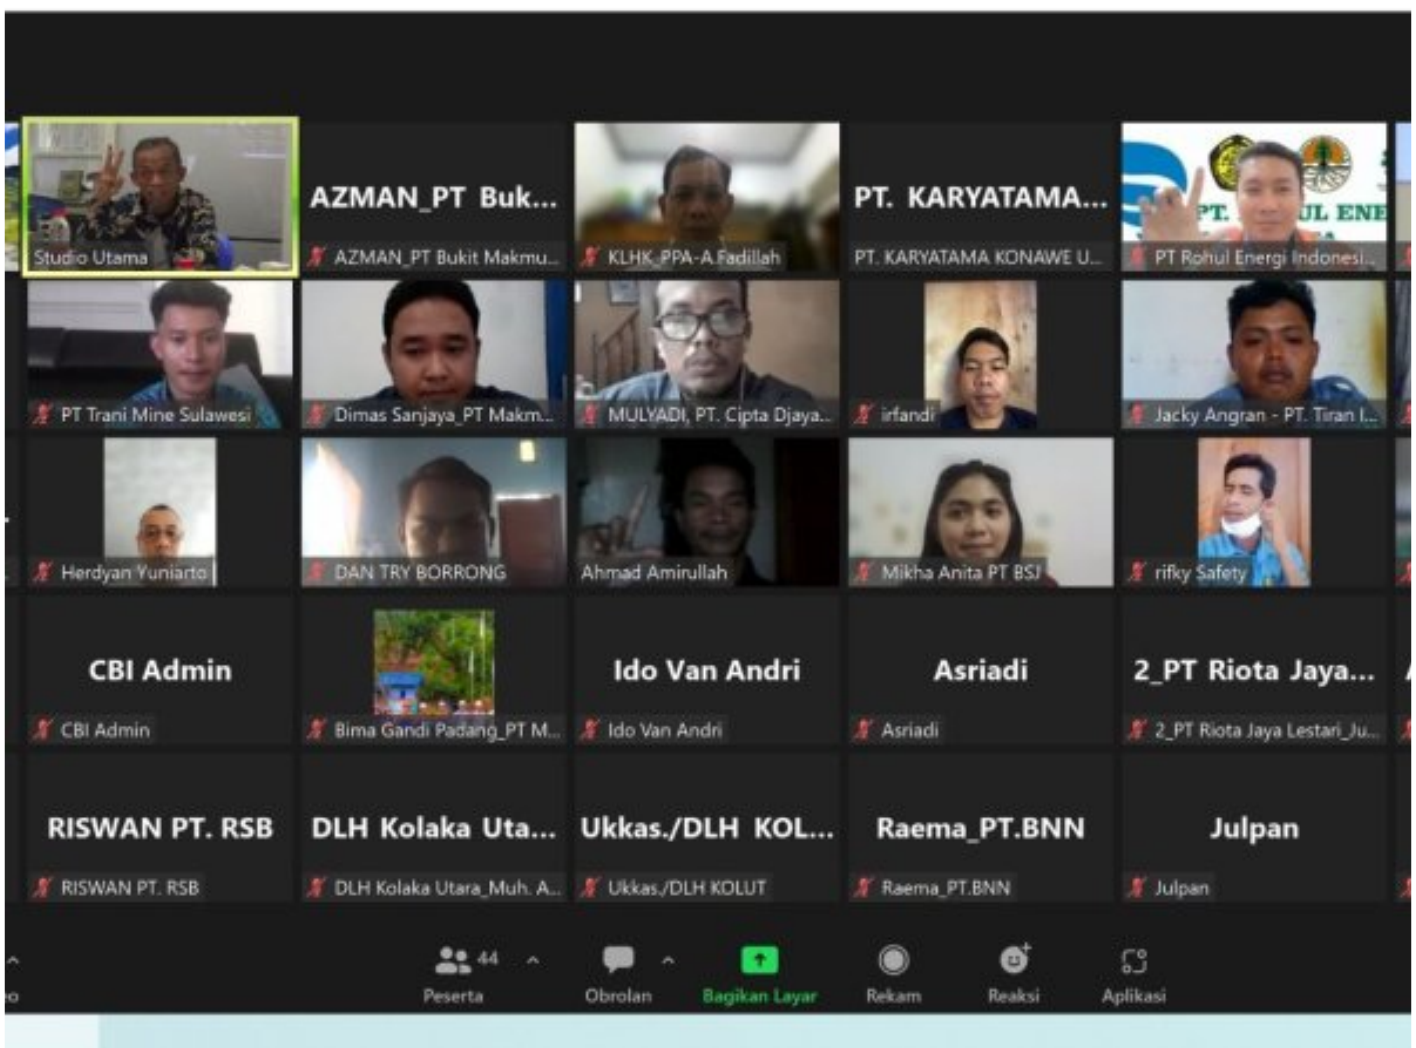 AZMAN_PT Buk...
PT. KARYATAMA...
PT. ENE
Studio Utama
AZMAN_PT Bukit Makmu...
KLHK_PPA-A.Fadillah
PT. KARYATAMA KONAWE U...
PT Rohul Energi Indonesi...
PT Trani Mine Sulawesi
Dimas Sanjaya_PT Makm...
MULYADI, PT. Cipta Djaya...
irfandi
Jacky Angran - PT. Tiran I...
Herdyan Yuniarto
DAN TRY BORRONG
Ahmad Amirullah
Mikha Anita PT BSJ
rifky Safety
CBI Admin
Ido Van Andri
Asriadi
2_PT Riota Jaya...
CBI Admin
Bima Gandi Padang_PT M...
Ido Van Andri
Asriadi
2_PT Riota Jaya Lestari_Ju...
RISWAN PT. RSB
DLH Kolaka Uta...
Ukkas./DLH KOL...
Raema_PT.BNN
Julpan
RISWAN PT. RSB
DLH Kolaka Utara_Muh. A...
Ukkas./DLH KOLUT
Raema_PT.BNN
Julpan
44
Peserta
Obrolan
Bagikan Layar
Rekam
Reaksi
Aplikasi